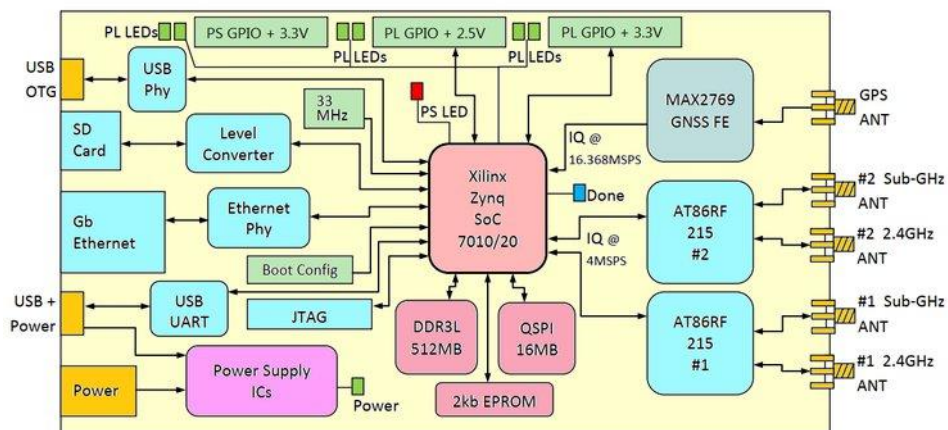 PL LEDs
PS GPIO + 3.3V
PL LEDs
PL GPIO + 2.5V
PL LEDs
PL GPIO + 3.3V
USB
OTG
USB
Phy
33
MHz
PS LED
MAX2769
GNSS FE
GPS
ANT
SD
Card
Level
Converter
IQ @
16.368MSPS
Xilinx
Zynq
SoC
7010/20
Done
#2 Sub-GHz
ANT
Gb
Ethernet
Ethernet
Phy
AT86RF
215
#2
#2 2.4GHz
ANT
IQ @
4MSPS
Boot Config
USB +
Power
USB
UART
JTAG
DDR3L
512MB
QSPI
16MB
AT86RF
215
#1
#1 Sub-GHz
ANT
#1 2.4GHz
ANT
Power
Power Supply
ICs
Power
2kb EPROM